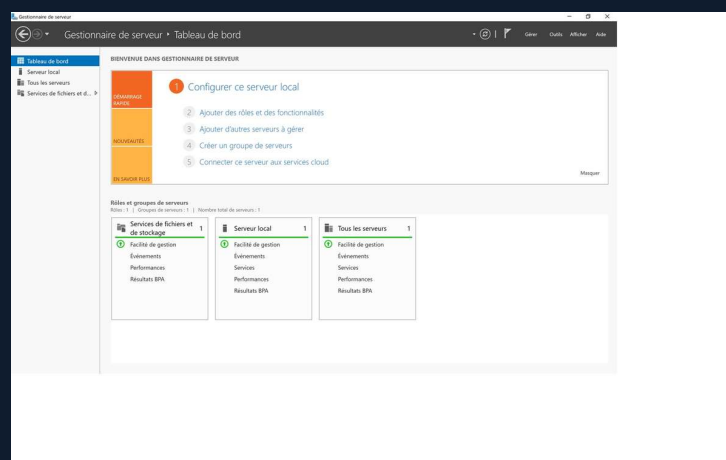 Gestionnaire de serveur
Gestionnaire de serveur ‣ Tableau de bord
Gérer Outils Afficher Aide
Tableau de bord
Serveur local
Tous les serveurs
Services de fichiers et d...
BIENVENUE DANS GESTIONNAIRE DE SERVEUR
DÉMARRAGE
RAPIDE
NOUVEAUTÉS
EN SAVOIR PLUS
1 Configurer ce serveur local
2 Ajouter des rôles et des fonctionnalités
3 Ajouter d'autres serveurs à gérer
4 Créer un groupe de serveurs
5 Connecter ce serveur aux services cloud
Masquer
Rôles et groupes de serveurs
Rôles : 1 | Groupes de serveurs : 1 | Nombre total de serveurs : 1
Services de fichiers et
de stockage
1
Facilité de gestion
Événements
Performances
Résultats BPA
Serveur local 1
Facilité de gestion
Événements
Services
Performances
Résultats BPA
Tous les serveurs 1
Facilité de gestion
Événements
Services
Performances
Résultats BPA